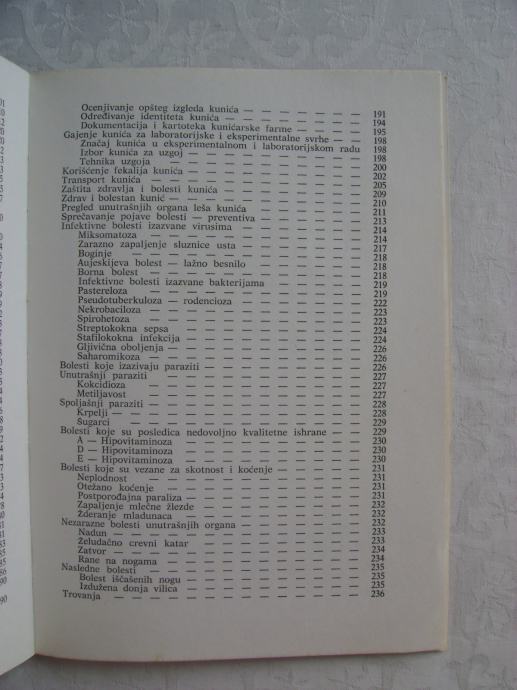 Ocenjivanje opšteg izgleda kunića — — — — — — — 191
Određivanje identiteta kunića — — — — — — — — 194
Dokumentacija i kartoteka kunićarske farme — — — — 195
Gajenje kunića za laboratorijske i eksperimentalne svrhe — — 198
Značaj kunića u eksperimentalnom i laboratorijskom radu 198
Izbor kunića za uzgoj — — — — — — — — — 198
Tehnika uzgoja — — — — — — — — — — 198
Korišćenje fekalija kunića — — — — — — — — — 200
Transport kunića — — — — — — — — — — — 202
Zaštita zdravlja i bolesti kunića — — — — — — — 205
Zdrav i bolestan kunić — — — — — — — — — 209
Pregled unutrašnjih organa leša kunića — — — — — — 211
Sprečavanje pojave bolesti — preventiva — — — — — — 213
Infektivne bolesti izazvane virusima — — — — — — — 214
Miksomatoza — — — — — — — — — — — 214
Zarazno zapaljenje sluznice usta — — — — — — — 214
Boginje — — — — — — — — — — — — 217
Aujeskijeva bolest — lažno besnilo — — — — — — 218
Borna bolest — — — — — — — — — — — 218
Infektivne bolesti izazvane bakterijama — — — — — 219
Pastereloza — — — — — — — — — — — 219
Pseudotuberkuloza — rodencioza — — — — — — — 222
Nekrobaciloza — — — — — — — — — — 223
Spirohetoza — — — — — — — — — — — 223
Streptokokna sepsa — — — — — — — — — 224
Stafilokokna infekcija — — — — — — — — — 224
Gljivična oboljenja — — — — — — — — — 226
Saharomikoza — — — — — — — — — — 226
Bolesti koje izazivaju paraziti — — — — — — — — 226
Unutrašnji paraziti — — — — — — — — — — 227
Kokcidioza — — — — — — — — — — — 227
Metiljavost — — — — — — — — — — — 227
Spoljašnji paraziti — — — — — — — — — — 228
Krpelji — — — — — — — — — — — — 228
Šugarci — — — — — — — — — — — — 228
Bolesti koje su posledica nedovoljno kvalitetne ishrane — — 229
A — Hipovitaminoza — — — — — — — — — 230
D — Hipovitaminoza — — — — — — — — — 230
E — Hipovitaminoza — — — — — — — — — 230
Bolesti koje su vezane za skotnost i koćenje — — — — — 231
Neplodnost — — — — — — — — — — — 231
Otežano koćenje — — — — — — — — — — 231
Postporođajna paraliza — — — — — — — — 232
Zapaljenje mlečne žlezde — — — — — — — — 232
Žderanje mladunaca — — — — — — — — — 232
Nezarazne bolesti unutrašnjih organa — — — — — — — 232
Nadun — — — — — — — — — — — — 233
Želudačno crevni katar — — — — — — — — 233
Zatvor — — — — — — — — — — — — 234
Rane na nogama — — — — — — — — — — 234
Nasledne bolesti — — — — — — — — — — — 235
Bolest iščašenih nogu — — — — — — — — — 235
Izdužena donja vilica — — — — — — — — — 235
Trovanja — — — — — — — — — — — — — 236